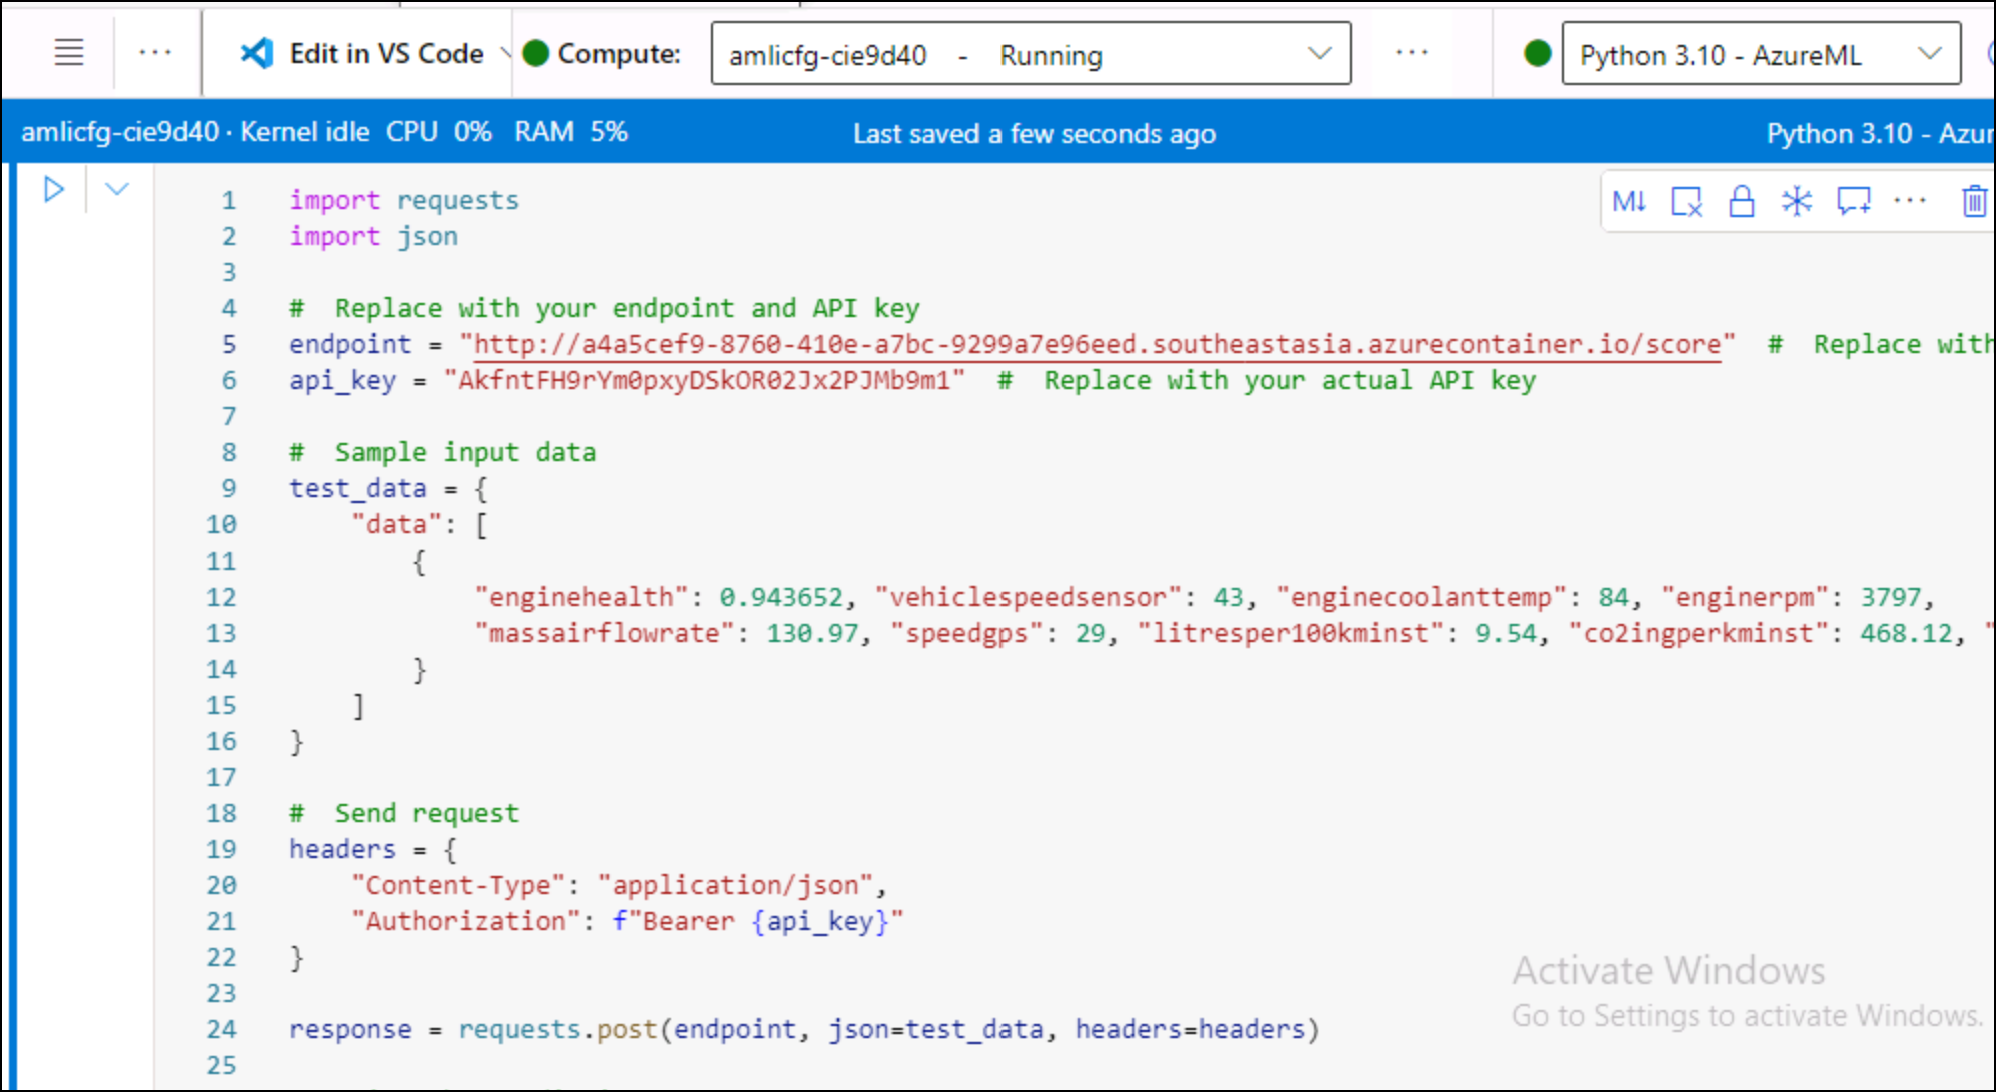 Edit in VS Code Compute: amlicfg-cie9d40 - Running Python 3.10 - AzureML
amlicfg-cie9d40 · Kernel idle CPU 0% RAM 5% Last saved a few seconds ago Python 3.10 - Azur
M↓
1 import requests
2 import json
3
4 # Replace with your endpoint and API key
5 endpoint = "http://a4a5cef9-8760-410e-a7bc-9299a7e96eed.southeastasia.azurecontainer.io/score" # Replace with
6 api_key = "AkfntFH9rYm0pxyDSkOR02Jx2PJMb9m1" # Replace with your actual API key
7
8 # Sample input data
9 test_data = {
10 "data": [
11 {
12 "enginehealth": 0.943652, "vehiclespeedsensor": 43, "enginecoolanttemp": 84, "enginerpm": 3797,
13 "massairflowrate": 130.97, "speedgps": 29, "litresper100kminst": 9.54, "co2ingperkminst": 468.12, "
14 }
15 ]
16 }
17
18 # Send request
19 headers = {
20 "Content-Type": "application/json",
21 "Authorization": f"Bearer {api_key}"
22 }
23
24 response = requests.post(endpoint, json=test_data, headers=headers)
25
Activate Windows
Go to Settings to activate Windows.